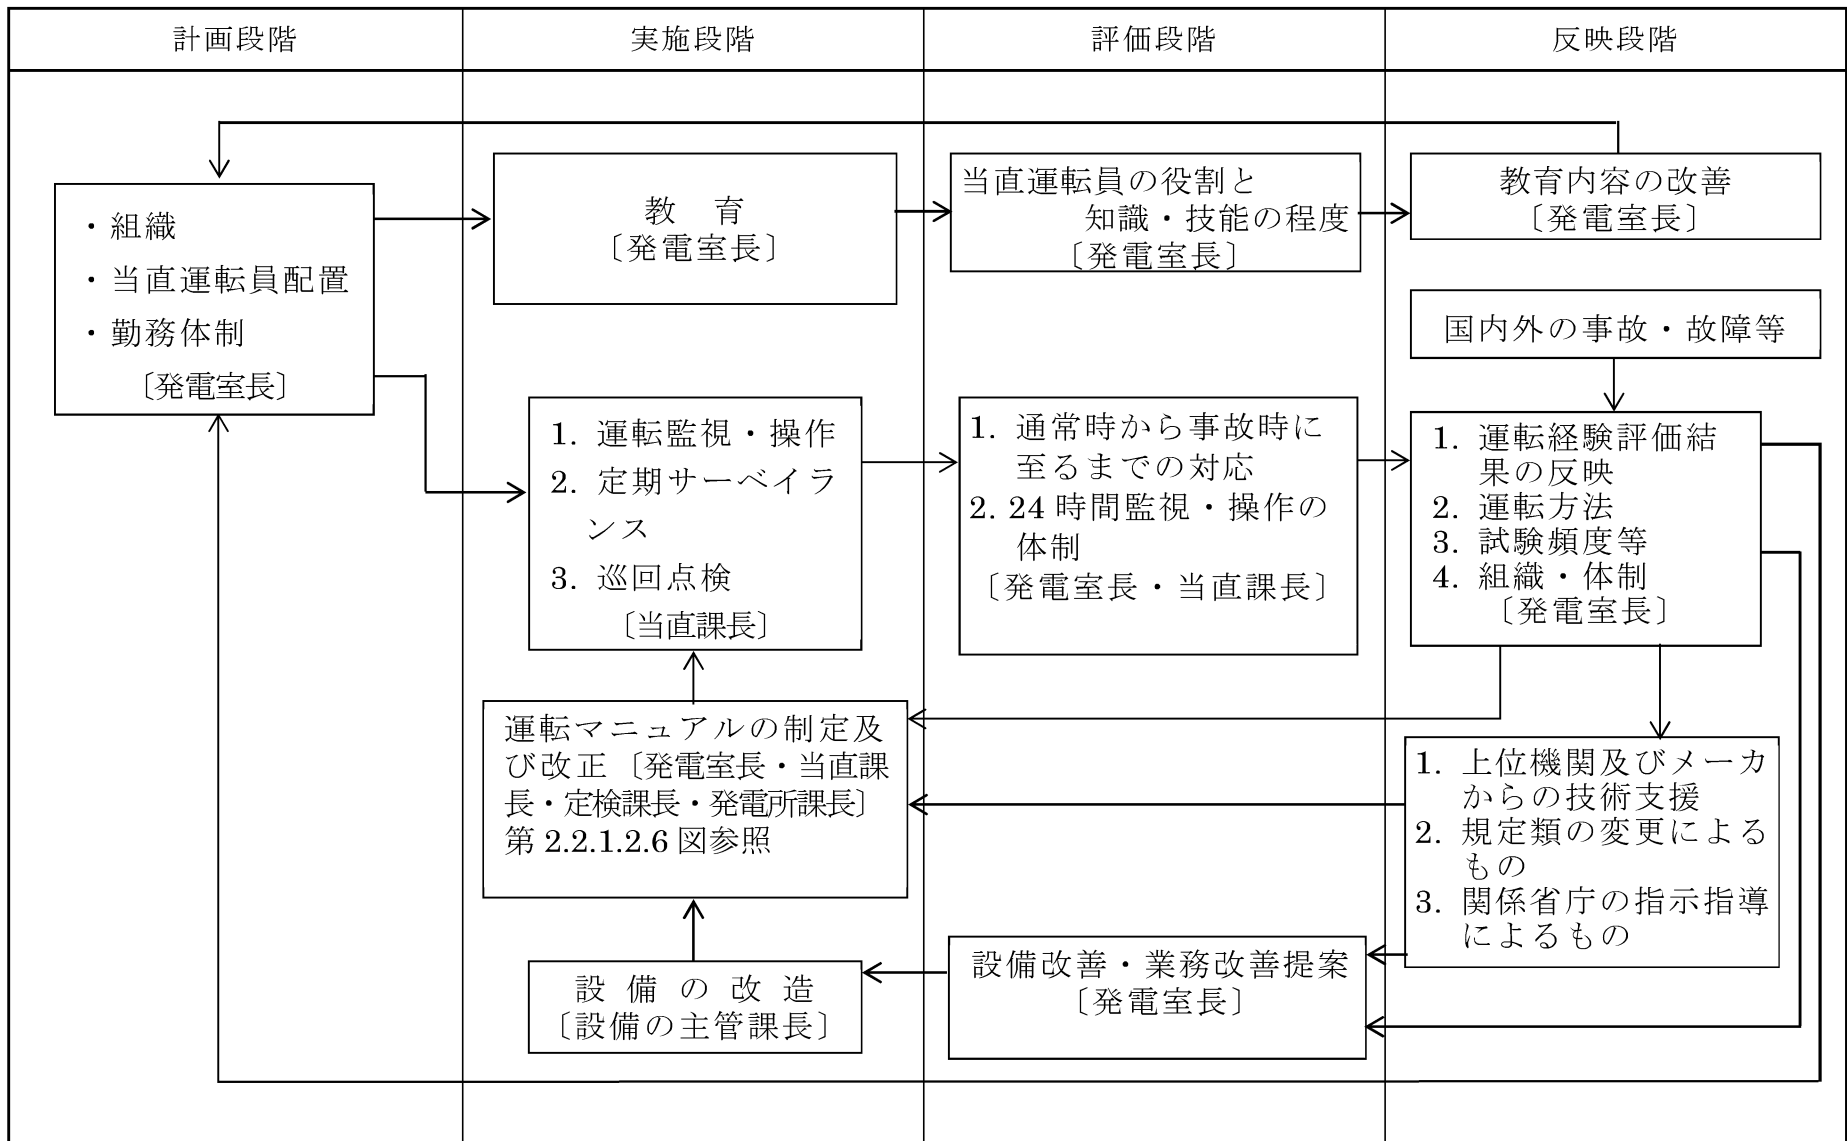 計画段階
実施段階
評価段階
反映段階
・組織
・当直運転員配置
・勤務体制
〔発電室長〕
教　育
〔発電室長〕
当直運転員の役割と
知識・技能の程度
〔発電室長〕
教育内容の改善
〔発電室長〕
国内外の事故・故障等
1. 運転監視・操作
2. 定期サーベイラ
ンス
3. 巡回点検
〔当直課長〕
1. 通常時から事故時に
至るまでの対応
2. 24時間監視・操作の
体制
〔発電室長・当直課長〕
1. 運転経験評価結
果の反映
2. 運転方法
3. 試験頻度等
4. 組織・体制
〔発電室長〕
運転マニュアルの制定及
び改正〔発電室長・当直課
長・定検課長・発電所課長〕
第2.2.1.2.6図参照
1. 上位機関及びメーカ
からの技術支援
2. 規定類の変更による
もの
3. 関係省庁の指示指導
によるもの
設備の改造
〔設備の主管課長〕
設備改善・業務改善提案
〔発電室長〕